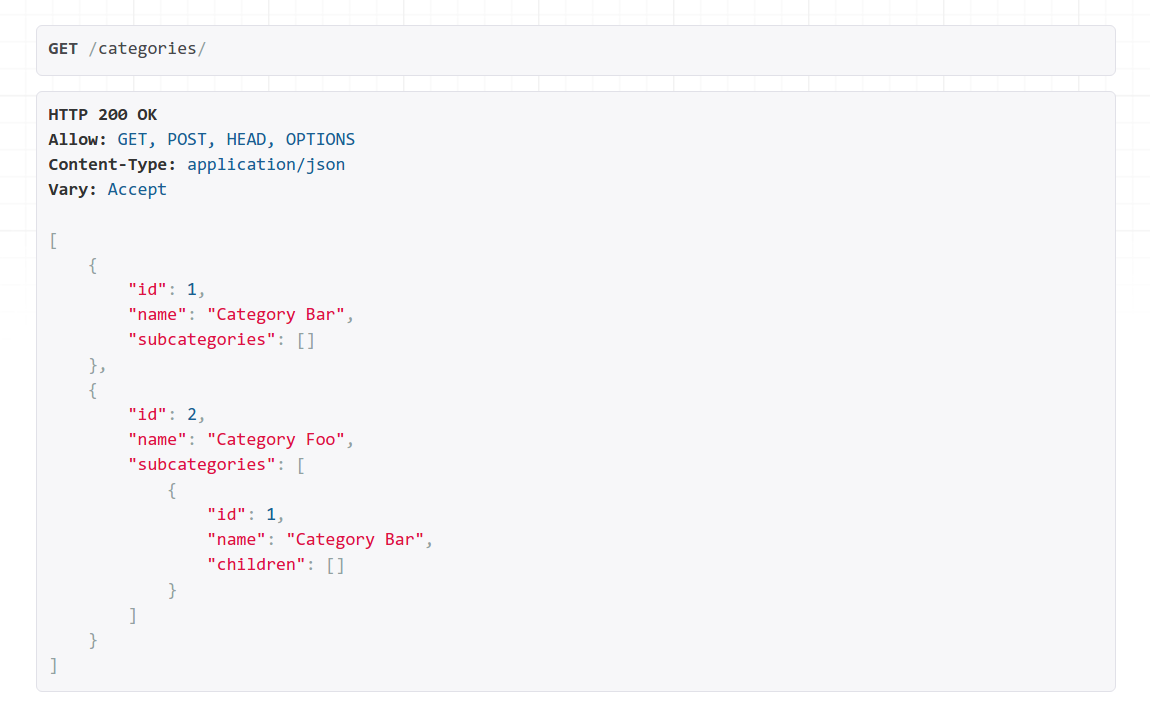 GET /categories/
HTTP 200 OK
Allow: GET, POST, HEAD, OPTIONS
Content-Type: application/json
Vary: Accept
[
    {
        "id": 1,
        "name": "Category Bar",
        "subcategories": []
    },
    {
        "id": 2,
        "name": "Category Foo",
        "subcategories": [
            {
                "id": 1,
                "name": "Category Bar",
                "children": []
            }
        ]
    }
]